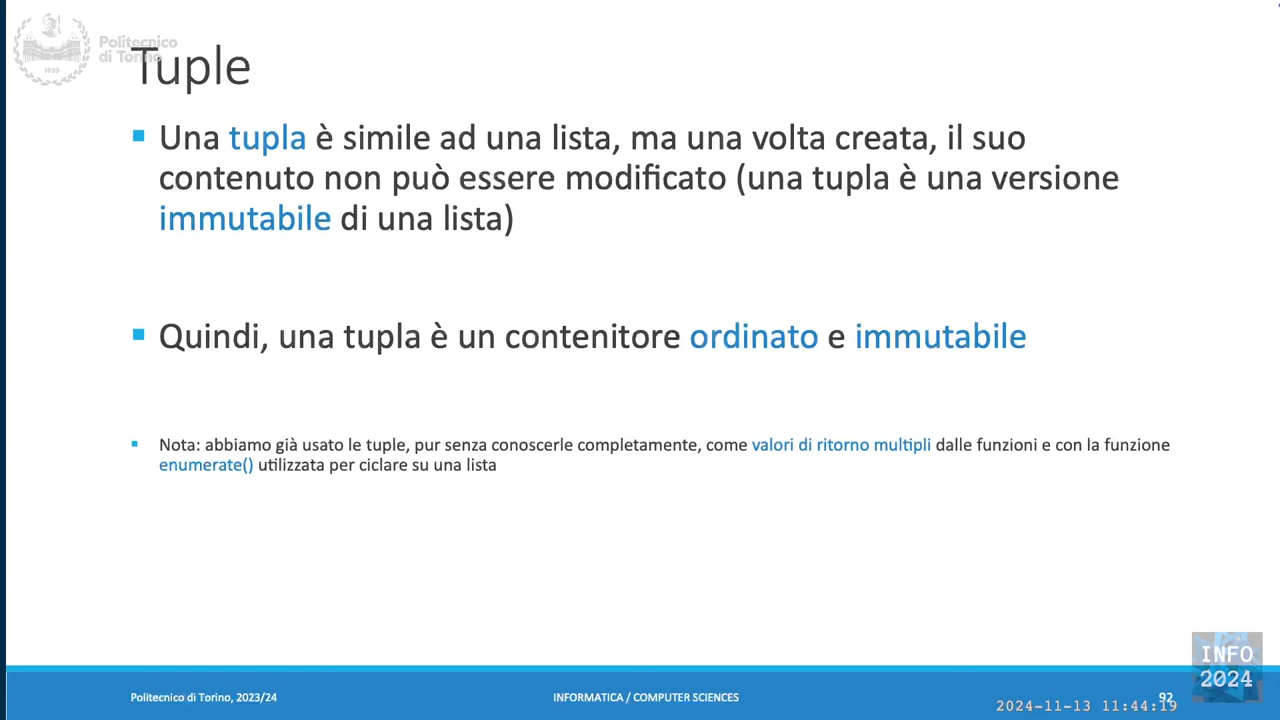 Politecnico
di Torino
1859
Tuple
Una tupla è simile ad una lista, ma una volta creata, il suo
contenuto non può essere modificato (una tupla è una versione
immutabile di una lista)
Quindi, una tupla è un contenitore ordinato e immutabile
Nota: abbiamo già usato le tuple, pur senza conoscerle completamente, come valori di ritorno multipli dalle funzioni e con la funzione
enumerate() utilizzata per ciclare su una lista
INFO
2024
Politecnico di Torino, 2023/24
INFORMATICA / COMPUTER SCIENCES
92
2024-11-13 11:44:19